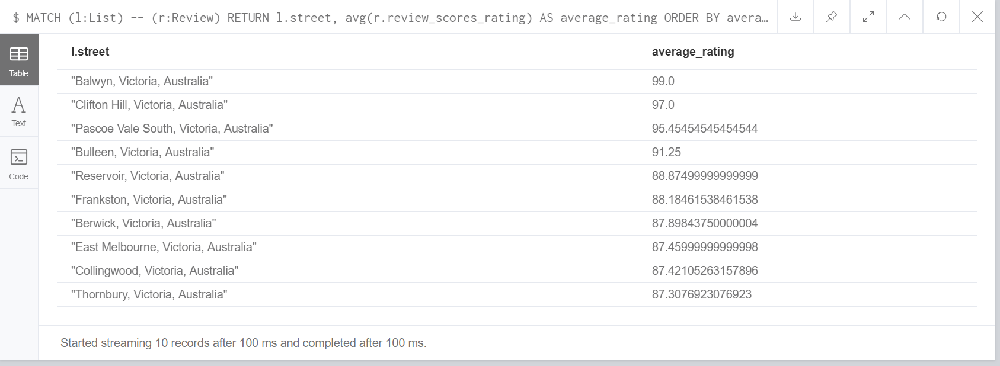 $ MATCH (l:List) -- (r:Review) RETURN l.street, avg(r.review_scores_rating) AS average_rating ORDER BY avera…
Table
Text
Code
l.street average_rating
"Balwyn, Victoria, Australia" 99.0
"Clifton Hill, Victoria, Australia" 97.0
"Pascoe Vale South, Victoria, Australia" 95.45454545454544
"Bulleen, Victoria, Australia" 91.25
"Reservoir, Victoria, Australia" 88.87499999999999
"Frankston, Victoria, Australia" 88.18461538461538
"Berwick, Victoria, Australia" 87.89843750000004
"East Melbourne, Victoria, Australia" 87.45999999999998
"Collingwood, Victoria, Australia" 87.42105263157896
"Thornbury, Victoria, Australia" 87.3076923076923
Started streaming 10 records after 100 ms and completed after 100 ms.